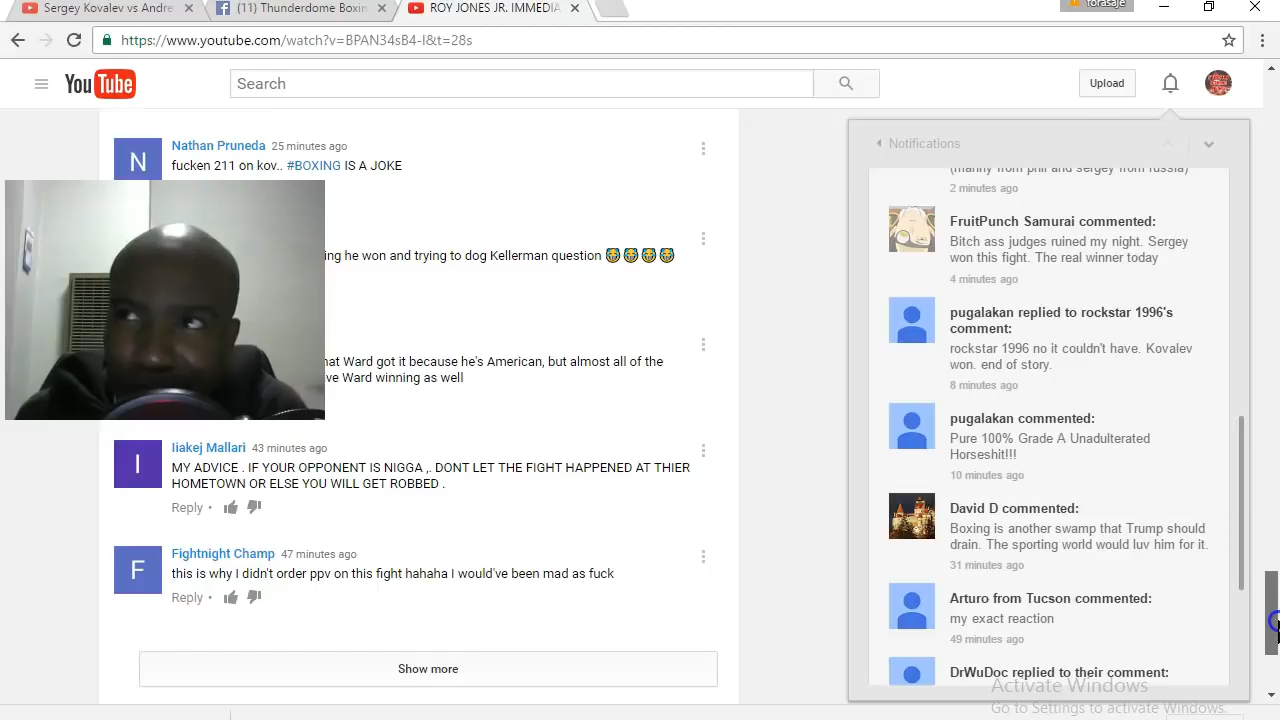 Sergey Kovalev vs Andre
(11) Thunderdome Boxin
ROY JONES JR. IMMEDIA
forasaje
https://www.youtube.com/watch?v=BPAN34sB4-I&t=28s
YouTube
Search
Upload
Nathan Pruneda 25 minutes ago
fucken 211 on kov.. #BOXING IS A JOKE
ing he won and trying to dog Kellerman question
hat Ward got it because he's American, but almost all of the
ve Ward winning as well
I
Iiakej Mallari 43 minutes ago
MY ADVICE . IF YOUR OPPONENT IS NIGGA ,. DONT LET THE FIGHT HAPPENED AT THIER
HOMETOWN OR ELSE YOU WILL GET ROBBED .
Reply •
F
Fightnight Champ 47 minutes ago
this is why I didn't order ppv on this fight hahaha I would've been mad as fuck
Reply •
Show more
N
Notifications
(manny from phil and sergey from russia)
2 minutes ago
FruitPunch Samurai commented:
Bitch ass judges ruined my night. Sergey
won this fight. The real winner today
4 minutes ago
pugalakan replied to rockstar 1996's
comment:
rockstar 1996 no it couldn't have. Kovalev
won. end of story.
8 minutes ago
pugalakan commented:
Pure 100% Grade A Unadulterated
Horseshit!!!
10 minutes ago
David D commented:
Boxing is another swamp that Trump should
drain. The sporting world would luv him for it.
31 minutes ago
Arturo from Tucson commented:
my exact reaction
49 minutes ago
DrWuDoc replied to their comment:
Activate Windows
Go to Settings to activate Windows.